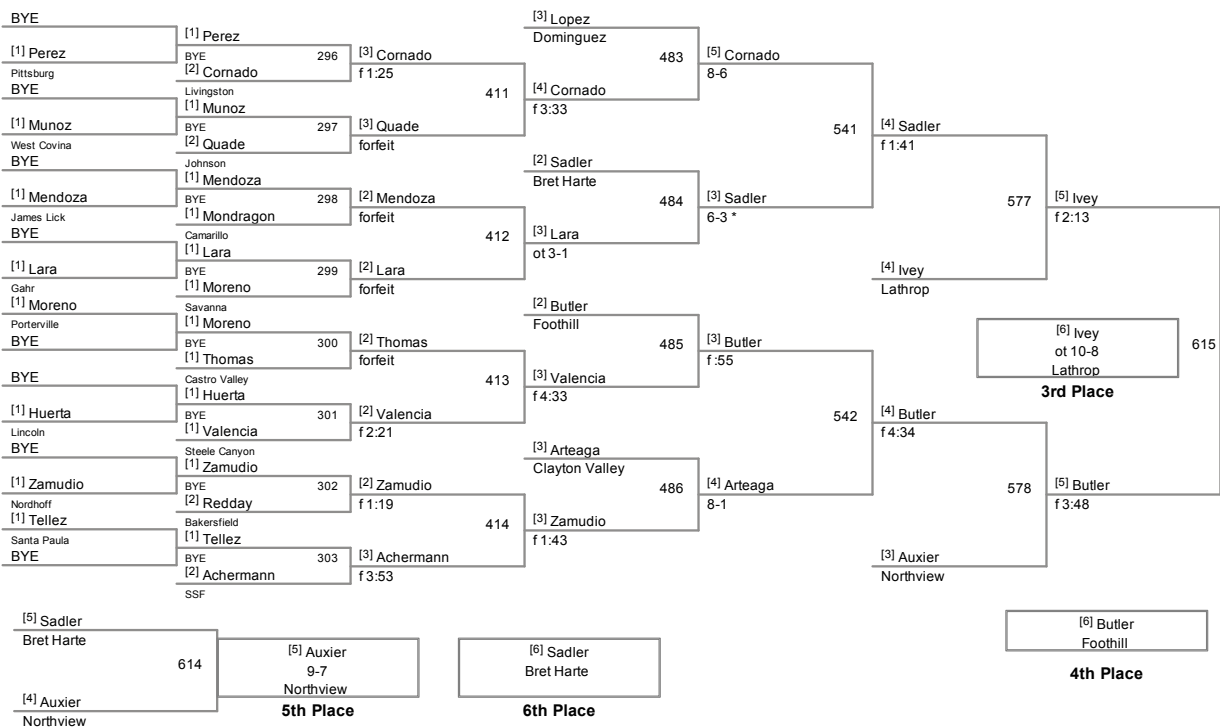 BYE
[1] Perez
Pittsburg
BYE
[1] Munoz
West Covina
BYE
[1] Mendoza
James Lick
BYE
[1] Lara
Gahr
[1] Moreno
Porterville
BYE
BYE
[1] Huerta
Lincoln
BYE
[1] Zamudio
Nordhoff
[1] Tellez
Santa Paula
BYE
[1] Perez
BYE 296
[2] Cornado
Livingston
[1] Munoz
BYE 297
[2] Quade
Johnson
[1] Mendoza
BYE 298
[1] Mondragon
Camarillo
[1] Lara
BYE 299
[1] Moreno
Savanna
[1] Moreno
BYE 300
[1] Thomas
Castro Valley
[1] Huerta
BYE 301
[1] Valencia
Steele Canyon
[1] Zamudio
BYE 302
[2] Redday
Bakersfield
[1] Tellez
BYE 303
[2] Achermann
SSF
[3] Cornado
f 1:25
411
[3] Quade
forfeit
[2] Mendoza
forfeit
412
[2] Lara
forfeit
[2] Thomas
forfeit
413
[2] Valencia
f 2:21
[2] Zamudio
f 1:19
414
[3] Achermann
f 3:53
[3] Lopez
Dominguez
483
[4] Cornado
f 3:33
[2] Sadler
Bret Harte
484
[3] Lara
ot 3-1
[2] Butler
Foothill
485
[3] Valencia
f 4:33
[3] Arteaga
Clayton Valley
486
[3] Zamudio
f 1:43
[5] Cornado
8-6
541
[3] Sadler
6-3 *
[3] Butler
f :55
542
[4] Arteaga
8-1
[4] Sadler
f 1:41
577
[4] Ivey
Lathrop
[4] Butler
f 4:34
578
[3] Auxier
Northview
[5] Ivey
f 2:13
615
[5] Butler
f 3:48
[6] Ivey
ot 10-8
Lathrop
3rd Place
[6] Butler
Foothill
4th Place
[5] Sadler
Bret Harte
614
[4] Auxier
Northview
[5] Auxier
9-7
Northview
5th Place
[6] Sadler
Bret Harte
6th Place